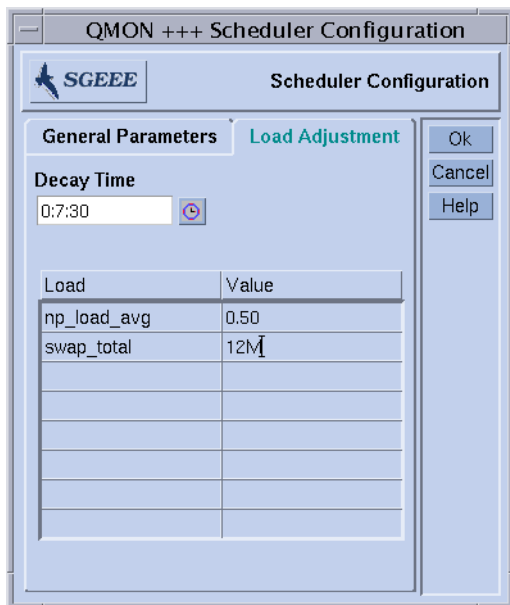 QMON +++ Scheduler Configuration
SGEEE Scheduler Configuration
General Parameters Load Adjustment
Ok
Cancel
Help
Decay Time
0:7:30
Load Value
np_load_avg 0.50
swap_total 12M